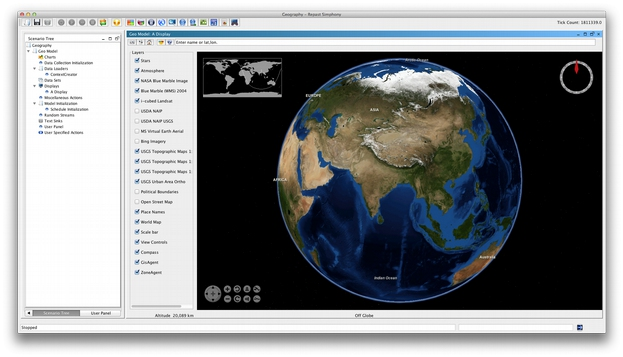 Geography - Repast Simphony
Tick Count: 1811339.0
Scenario Tree
Geography
Geo Model
Charts
Data Collection Initialization
Data Loaders
ContextCreator
Data Sets
Displays
A Display
Miscellaneous Actions
Model Initialization
Schedule Initialization
Random Streams
Text Sinks
User Panel
User Specified Actions
Scenario Tree
User Panel
Geo Model: A Display
Enter name or lat,lon.
Layers
Stars
Atmosphere
NASA Blue Marble Image
Blue Marble (WMS) 2004
i-cubed Landsat
USDA NAIP
USDA NAIP USGS
MS Virtual Earth Aerial
Bing Imagery
USGS Topographic Maps 1:
USGS Topographic Maps 1:
USGS Topographic Maps 1:
USGS Urban Area Ortho
Political Boundaries
Open Street Map
Place Names
World Map
Scale bar
View Controls
Compass
GisAgent
ZoneAgent
Arctic Ocean
EUROPE
ASIA
AFRICA
Indian Ocean
Australia
Altitude 20,089 km
Off Globe
Stopped